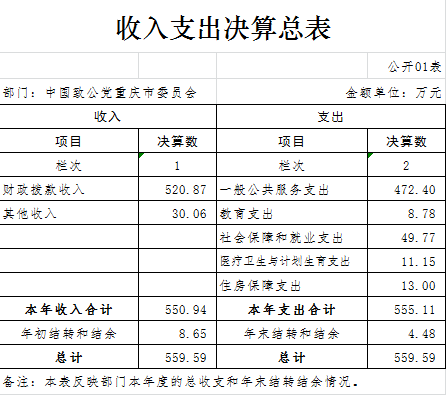 收入支出决算总表
公开01表
部门：中国致公党重庆市委员会 金额单位：万元
收入 支出
项目 决算数 项目 决算数
栏次 1 栏次 2
财政拨款收入 520.87 一般公共服务支出 472.40
其他收入 30.06 教育支出 8.78
社会保障和就业支出 49.77
医疗卫生与计划生育支出 11.15
住房保障支出 13.00
本年收入合计 550.94 本年支出合计 555.11
年初结转和结余 8.65 年末结转和结余 4.48
总计 559.59 总计 559.59
备注：本表反映部门本年度的总收支和年末结转结余情况。